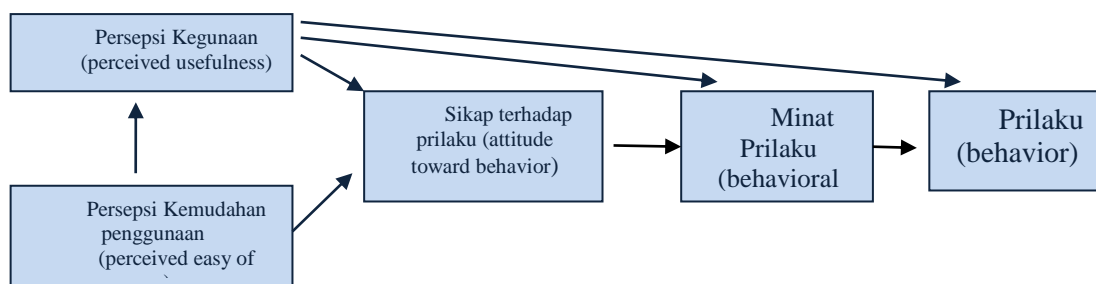 Persepsi Kegunaan
(perceived usefulness)
Sikap terhadap
prilaku (attitude
toward behavior)
Minat
Prilaku
(behavioral
Prilaku
(behavior)
Persepsi Kemudahan
penggunaan
(perceived easy of